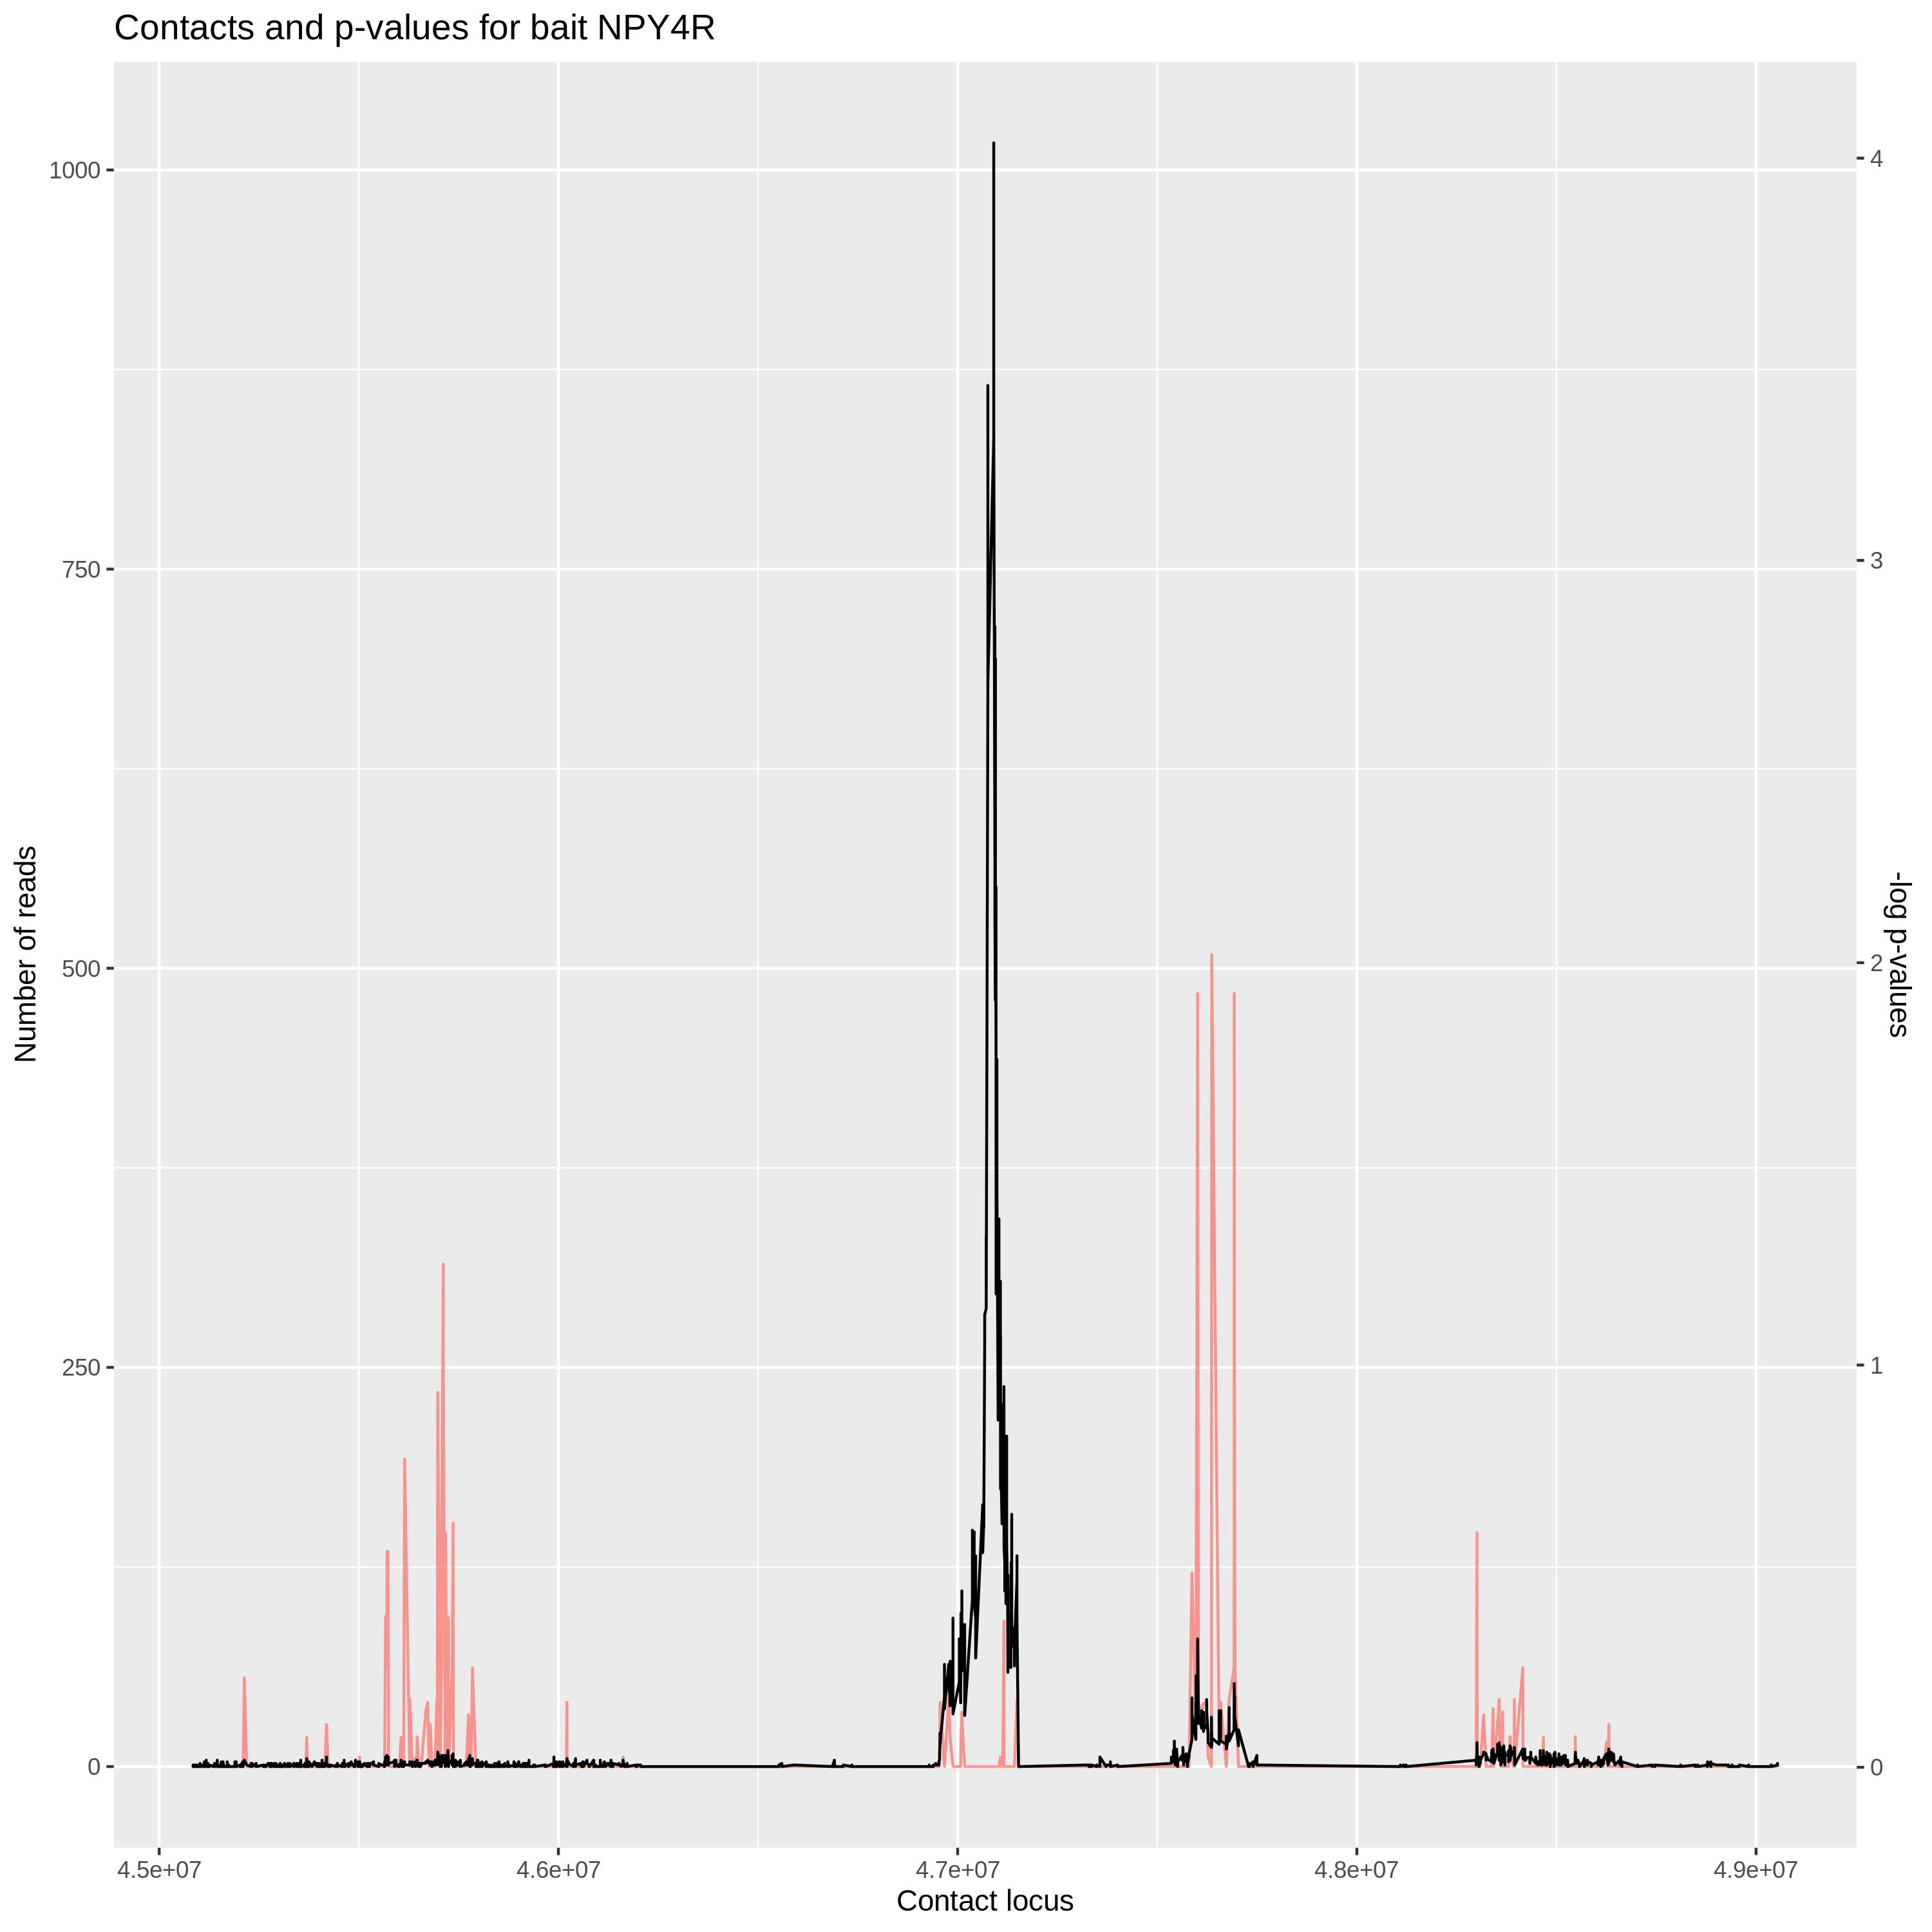 Contacts and p-values for bait NPY4R
1000
750
500
250
0
Number of reads
4
3
2
1
0
-log p-values
4.5e+07
4.6e+07
4.7e+07
4.8e+07
4.9e+07
Contact locus